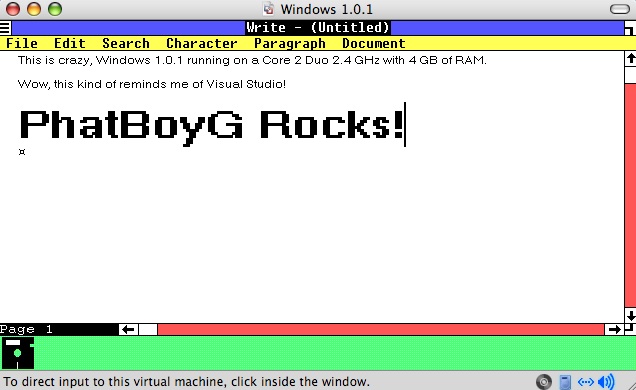 Windows 1.0.1
Write - (Untitled)
File Edit Search Character Paragraph Document
This is crazy, Windows 1.0.1 running on a Core 2 Duo 2.4 GHz with 4 GB of RAM.
Wow, this kind of reminds me of Visual Studio!
PhatBoyG Rocks!
¤
Page 1
To direct input to this virtual machine, click inside the window.